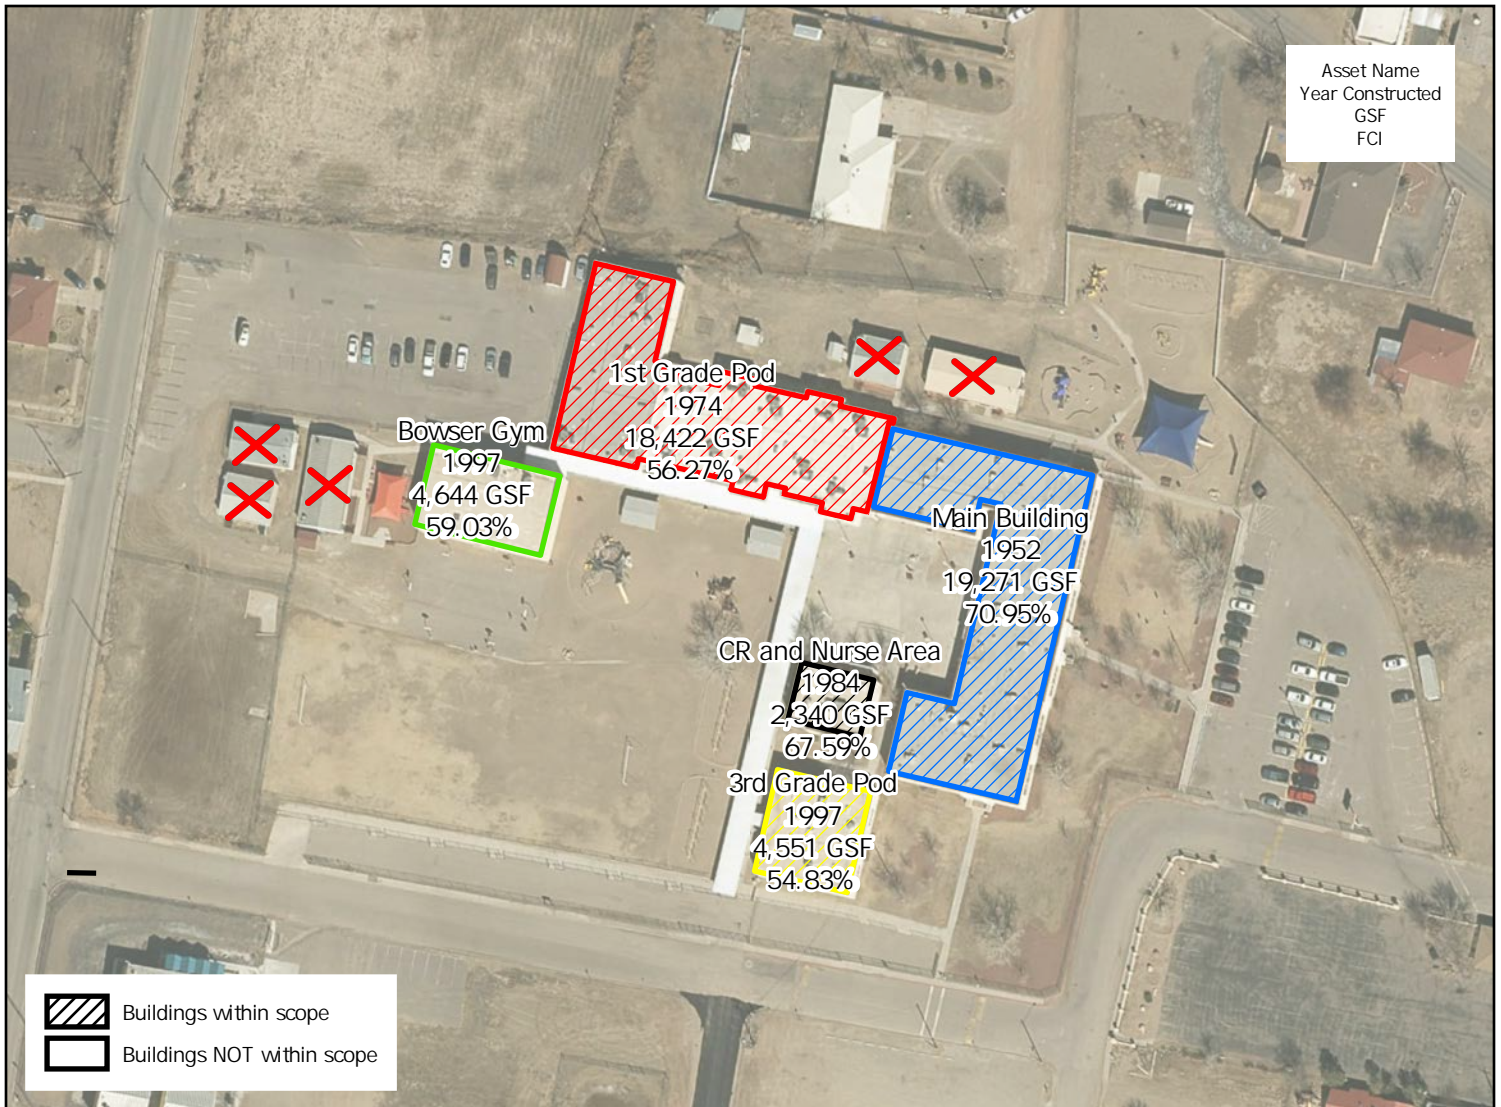 Asset Name
Year Constructed
GSF
FCI
1st Grade Pod
1974
18,422 GSF
56.27%
Bowser Gym
1997
4,644 GSF
59.03%
Main Building
1952
19,271 GSF
70.95%
CR and Nurse Area
1984
2,340 GSF
67.59%
3rd Grade Pod
1997
4,551 GSF
54.83%
Buildings within scope
Buildings NOT within scope